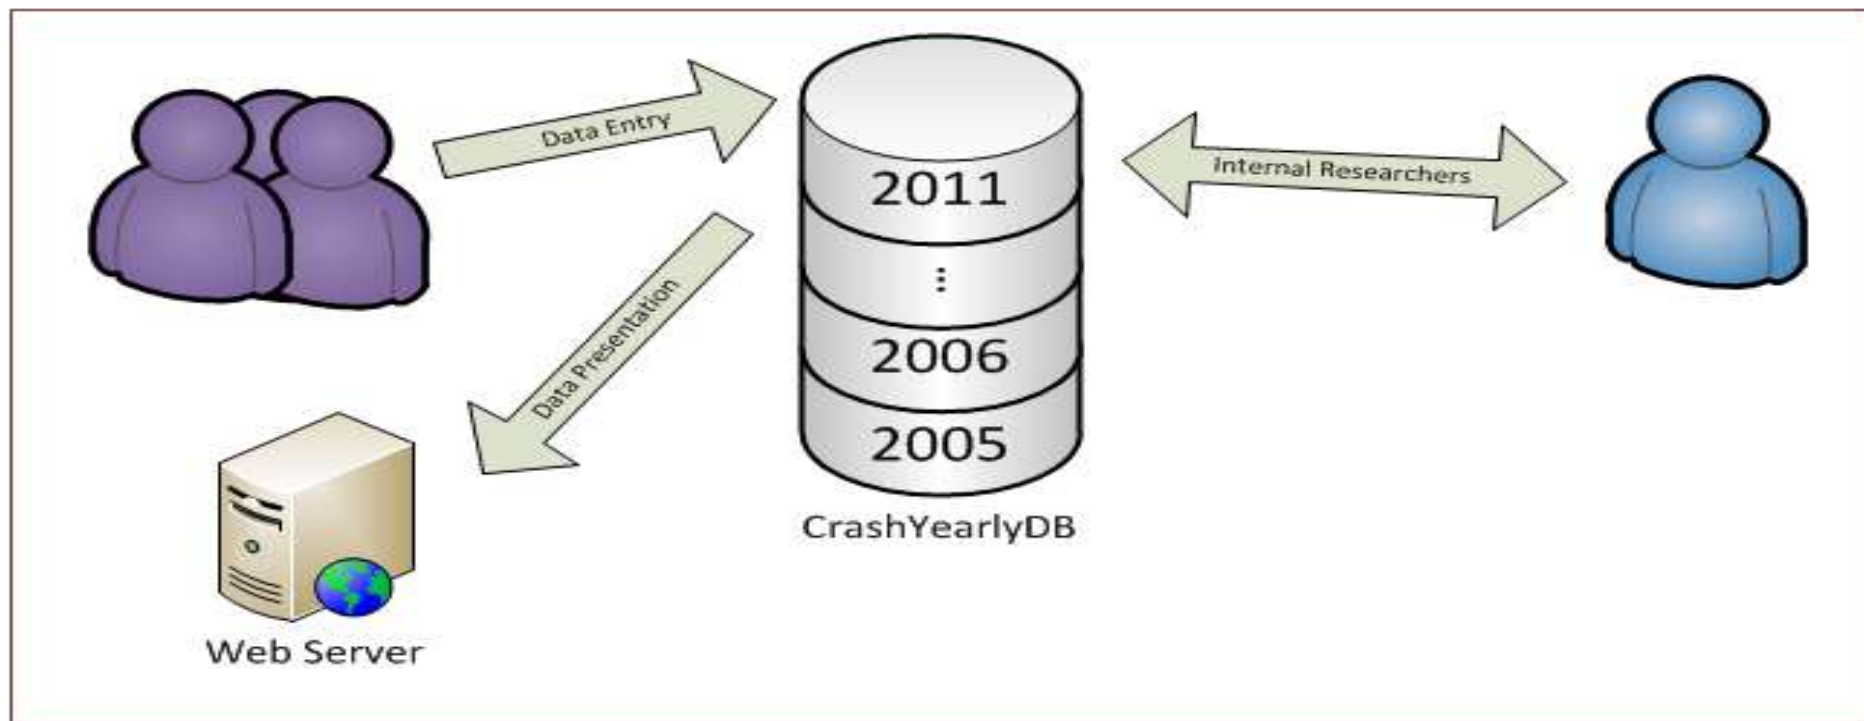 Data Entry
Internal Researchers
2011
Data Presentation
⋮
2006
2005
CrashYearlyDB
Web Server